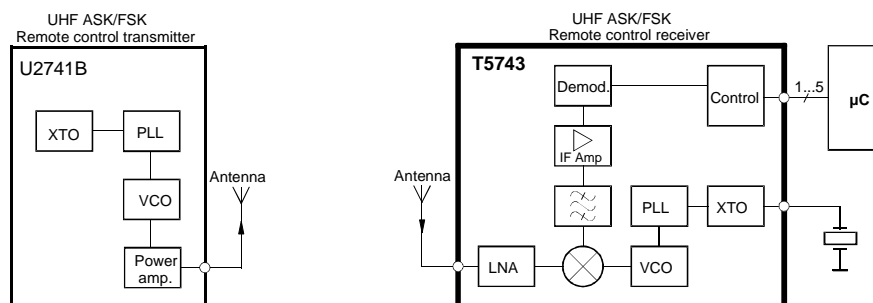 UHF ASK/FSK
Remote control transmitter
U2741B
XTO
PLL
VCO
Power
amp.
Antenna
UHF ASK/FSK
Remote control receiver
T5743
Demod.
Control
1...5
µC
IF Amp
Antenna
PLL
XTO
LNA
VCO